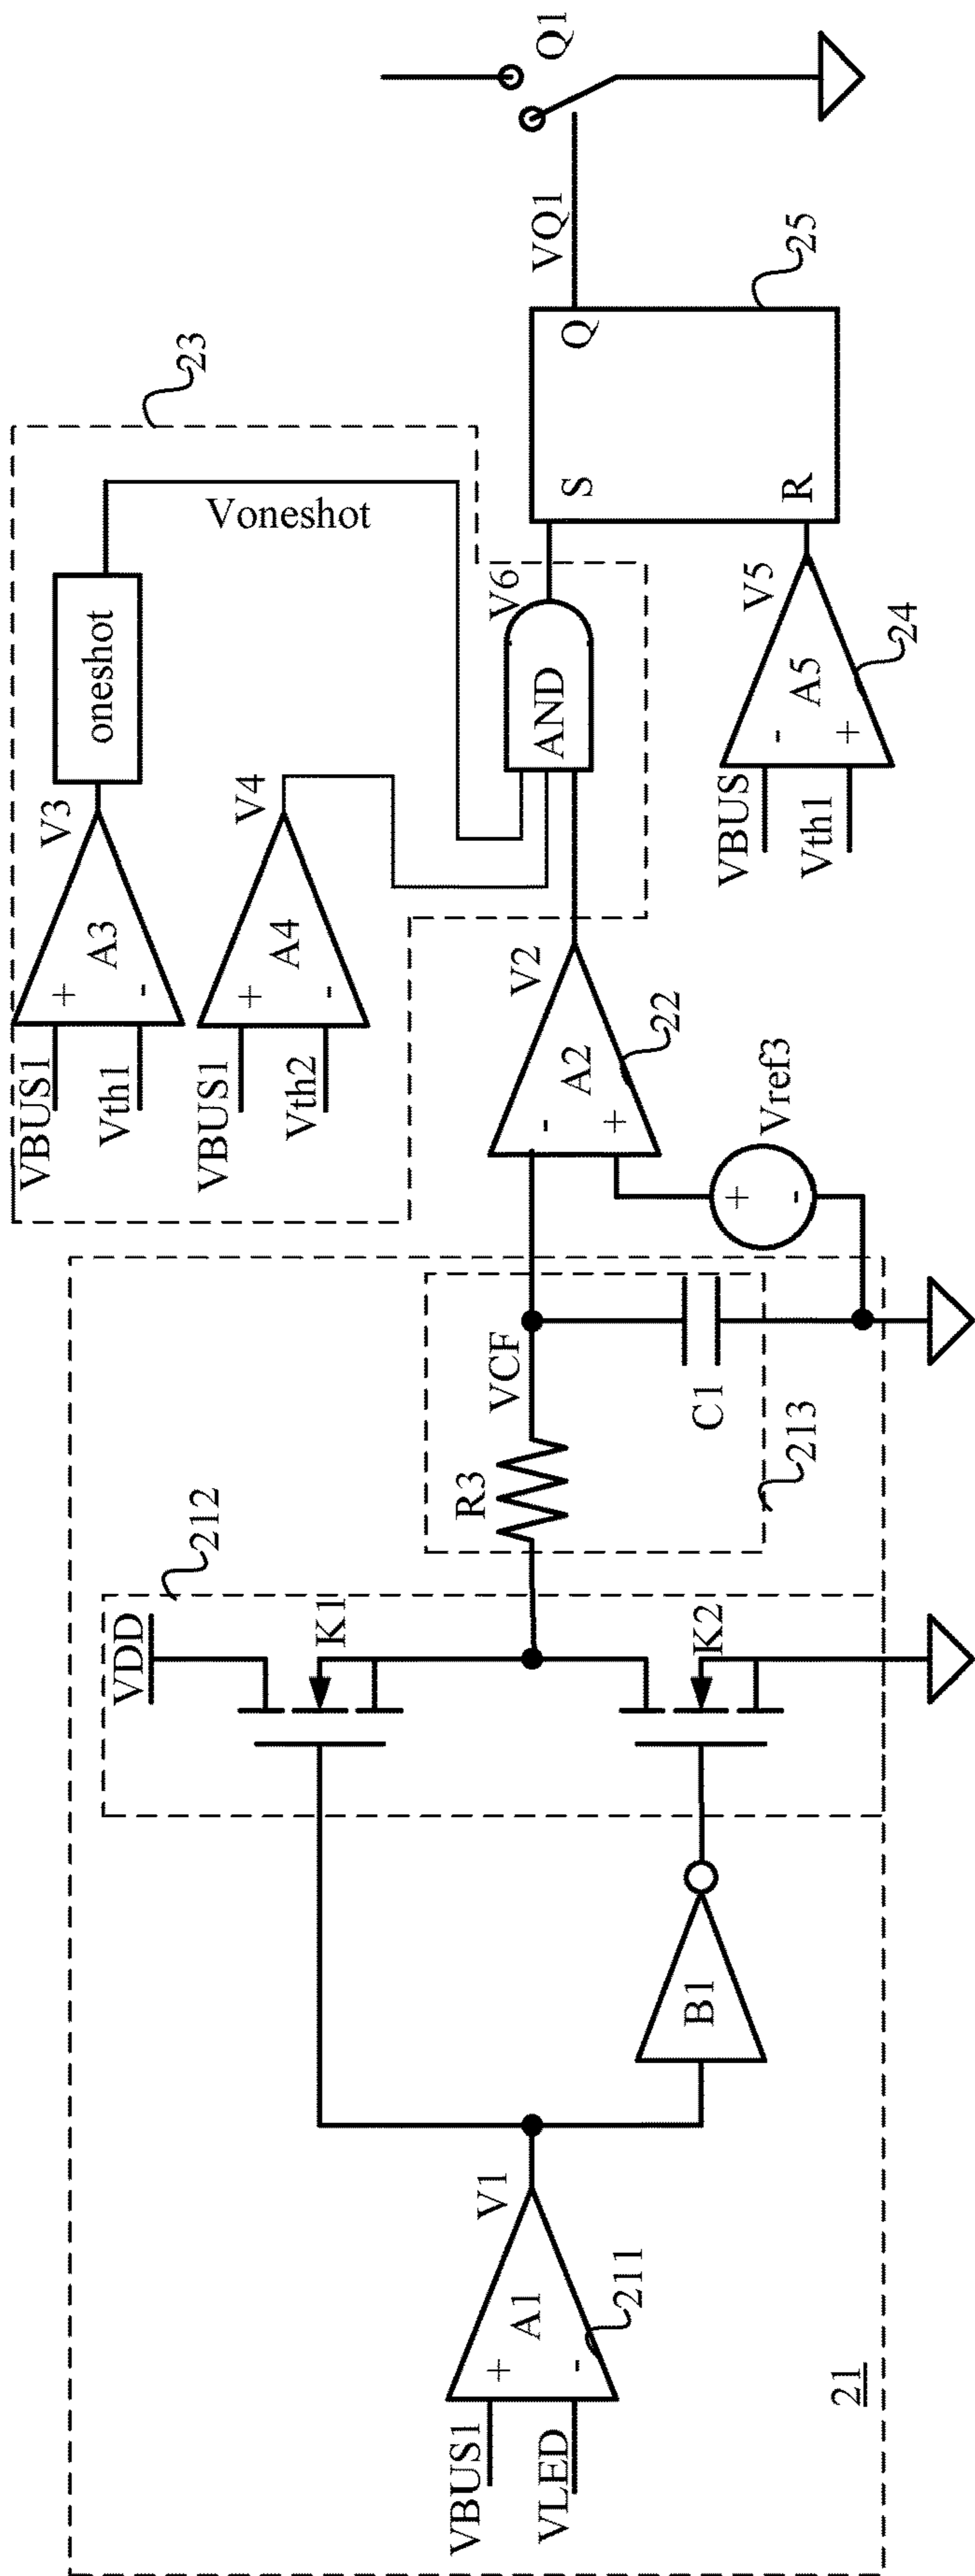 VBUS1
VLED
+
-
A1
211
V1
B1
21
VDD
K1
K2
212
R3
VCF
C1
213
Vref3
+
-
A2
-
+
22
V2
VBUS1
Vth1
+
-
A3
V3
oneshot
Voneshot
VBUS1
Vth2
+
-
A4
V4
23
AND
V6
VBUS
Vth1
-
+
A5
24
V5
S
R
Q
25
VQ1
Q1